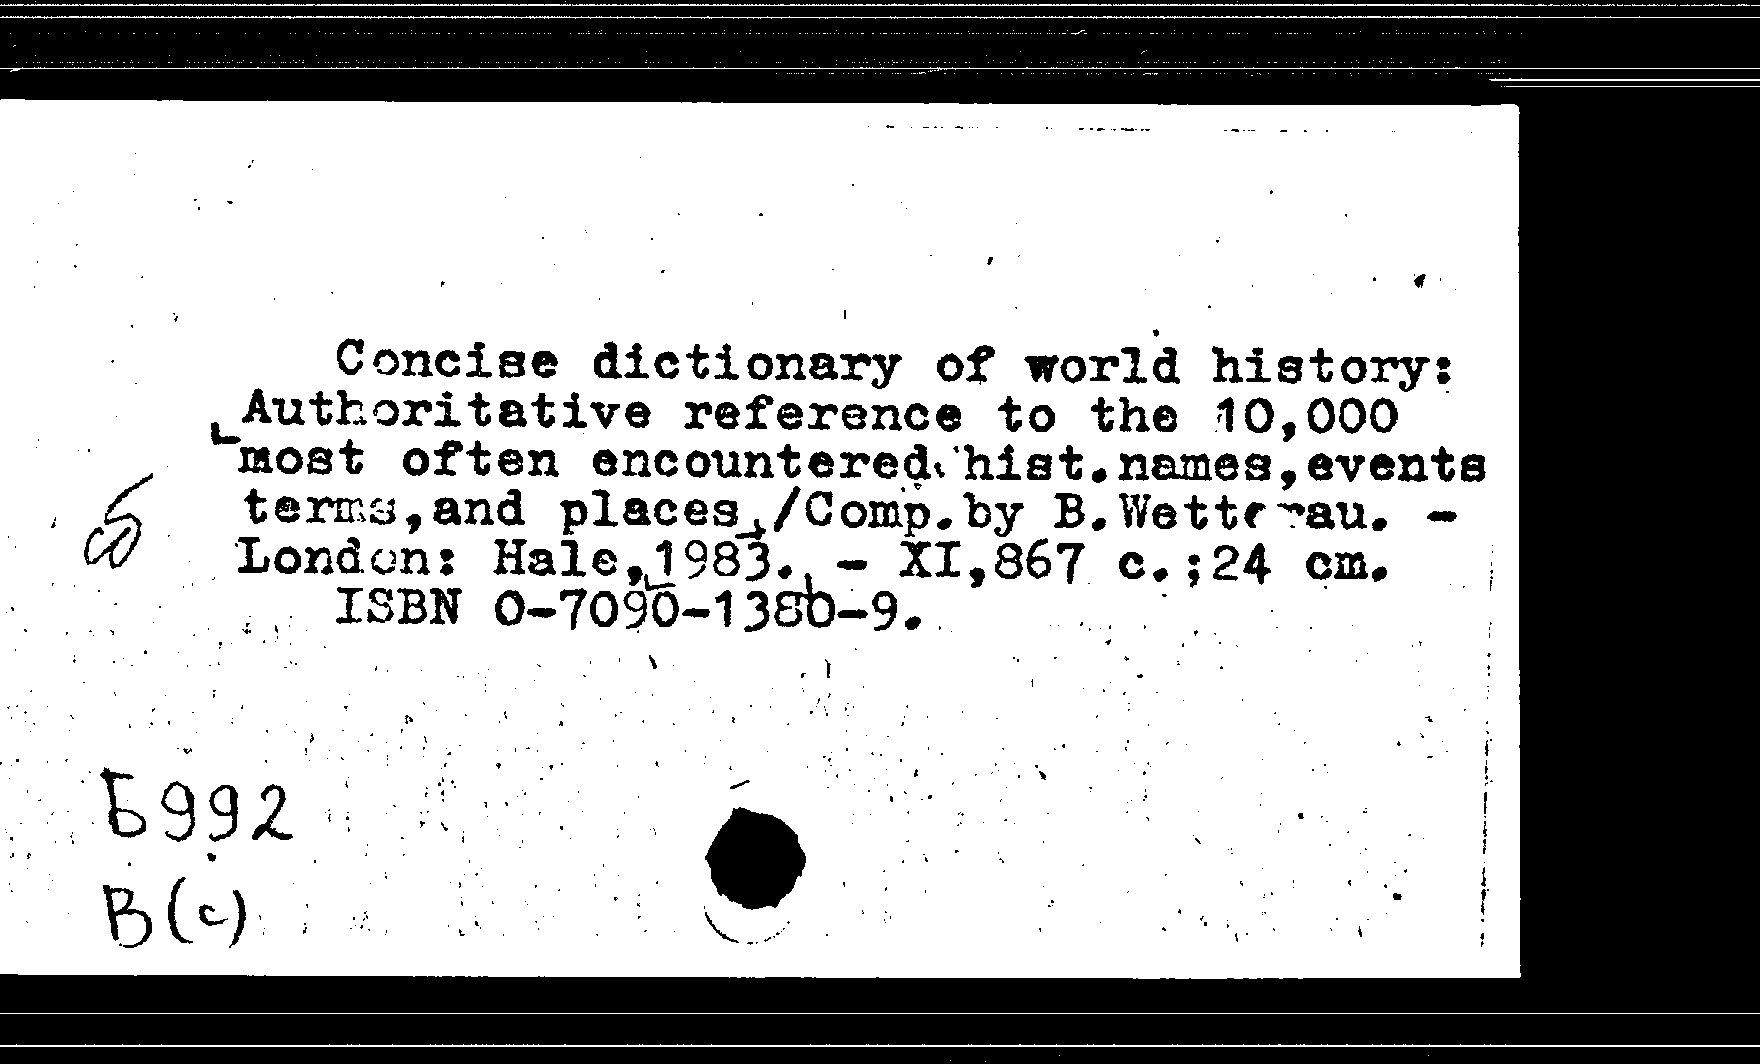 Concise dictionary of world history:
Authoritative reference to the 10,000
most often encountered hist.names,events
terms,and places,/Comp.by B.Wetterau. -
London: Hale,1983. - XI,867 c.;24 cm.
ISBN 0-7090-1380-9.
Б992
В(с)